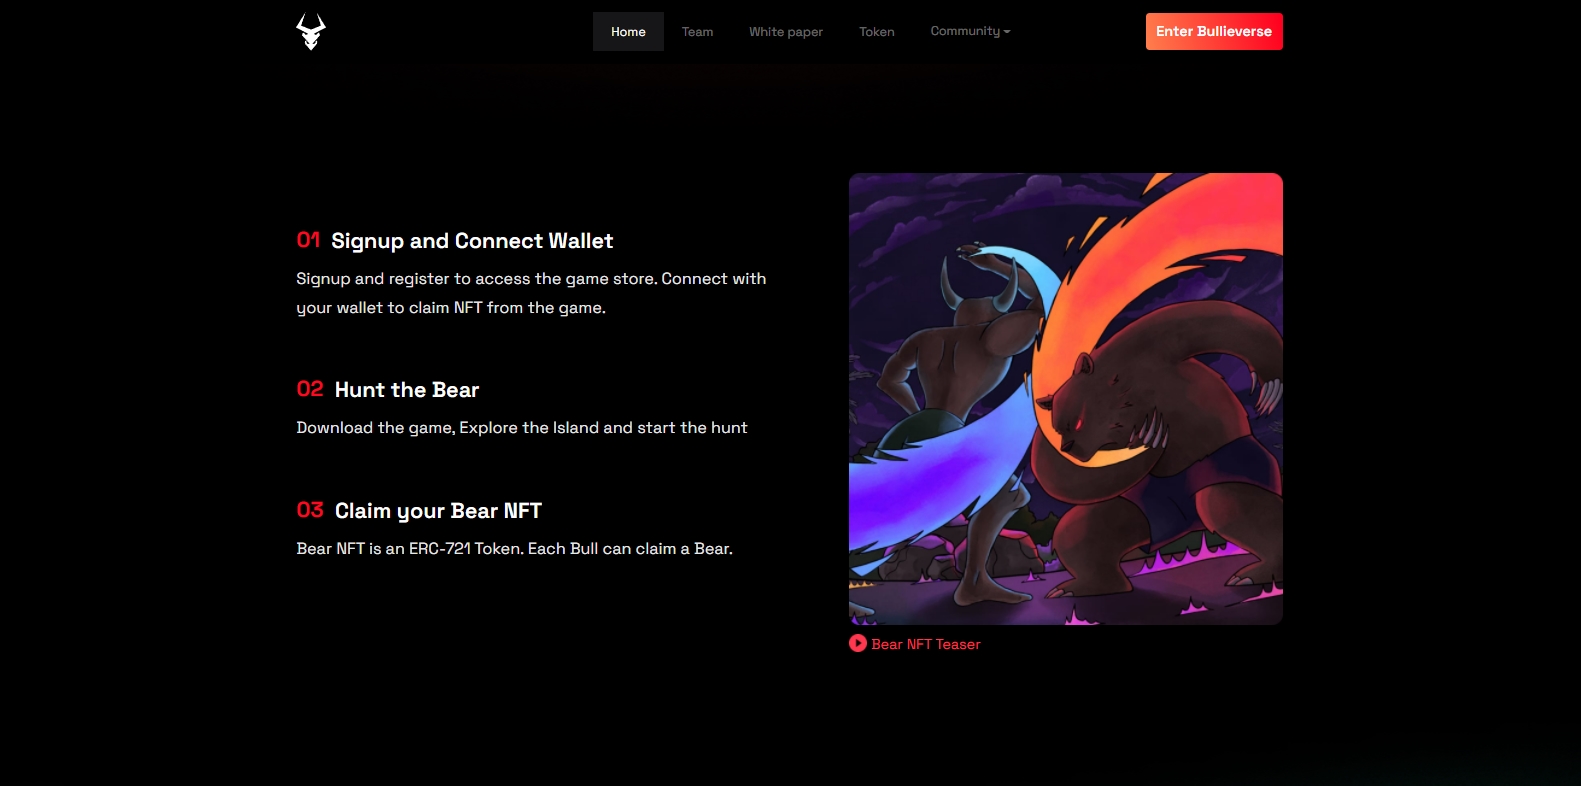 Home
Team
White paper
Token
Community
Enter Bullieverse
01 Signup and Connect Wallet
Signup and register to access the game store. Connect with
your wallet to claim NFT from the game.
02 Hunt the Bear
Download the game, Explore the Island and start the hunt
03 Claim your Bear NFT
Bear NFT is an ERC-721 Token. Each Bull can claim a Bear.
Bear NFT Teaser